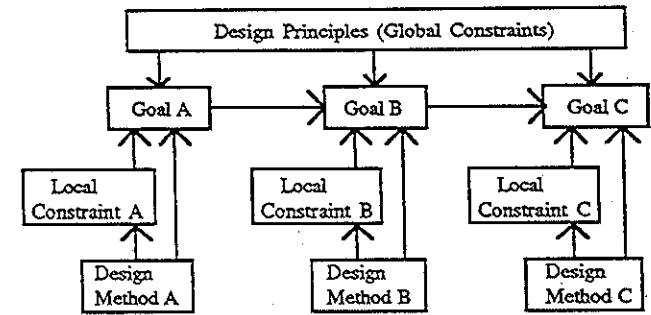 Design Principles (Global Constraints)
Goal A
Goal B
Goal C
Local
Constraint A
Local
Constraint B
Local
Constraint C
Design
Method A
Design
Method B
Design
Method C